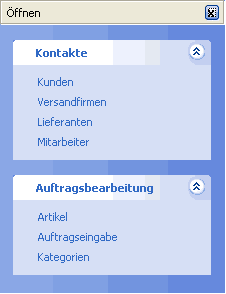 Öffnen
Kontakte
Kunden
Versandfirmen
Lieferanten
Mitarbeiter
Auftragsbearbeitung
Artikel
Auftragseingabe
Kategorien